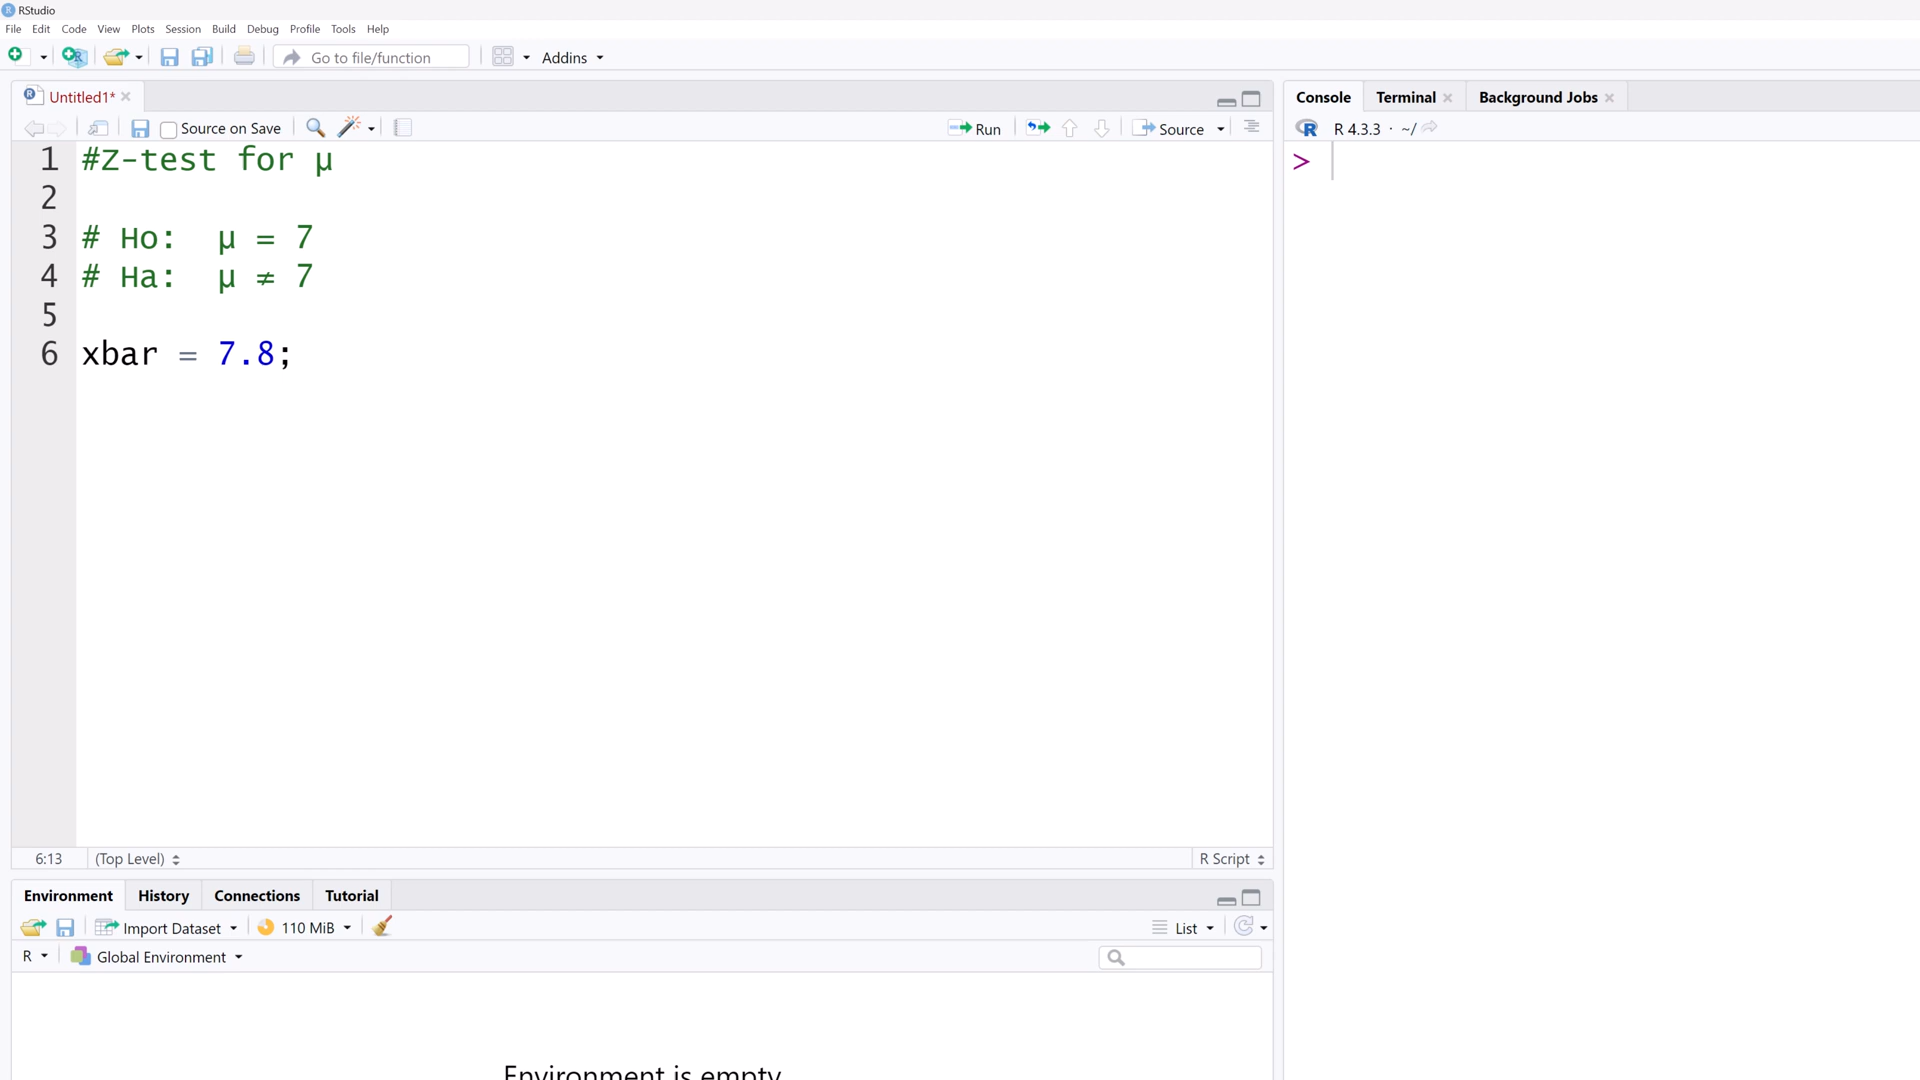 RStudio
File Edit Code View Plots Session Build Debug Profile Tools Help
Go to file/function Addins
Untitled1*
Source on Save Run Source
1 #Z-test for μ
2
3 # Ho:  μ = 7
4 # Ha:  μ ≠ 7
5
6 xbar = 7.8;
6:13 (Top Level) R Script
Environment History Connections Tutorial
Import Dataset 110 MiB List
R Global Environment
Environment is empty
Console Terminal Background Jobs
R 4.3.3 · ~/
>